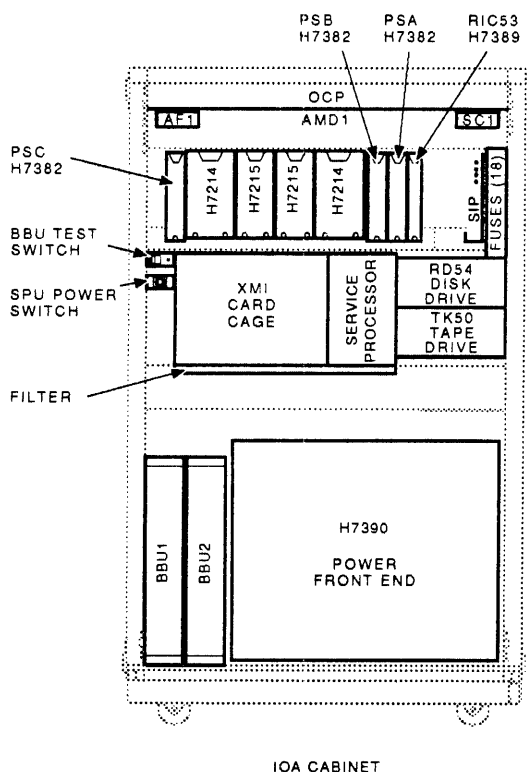 PSB
H7382
PSA
H7382
RIC53
H7389
OCP
AF1
AMD1
SC1
PSC
H7382
H7214
H7215
H7215
H7214
SIP
FUSES (18)
BBU TEST
SWITCH
SPU POWER
SWITCH
XMI
CARD
CAGE
SERVICE
PROCESSOR
RD54
DISK
DRIVE
TK50
TAPE
DRIVE
FILTER
BBU1
BBU2
H7390
POWER
FRONT END
IOA CABINET